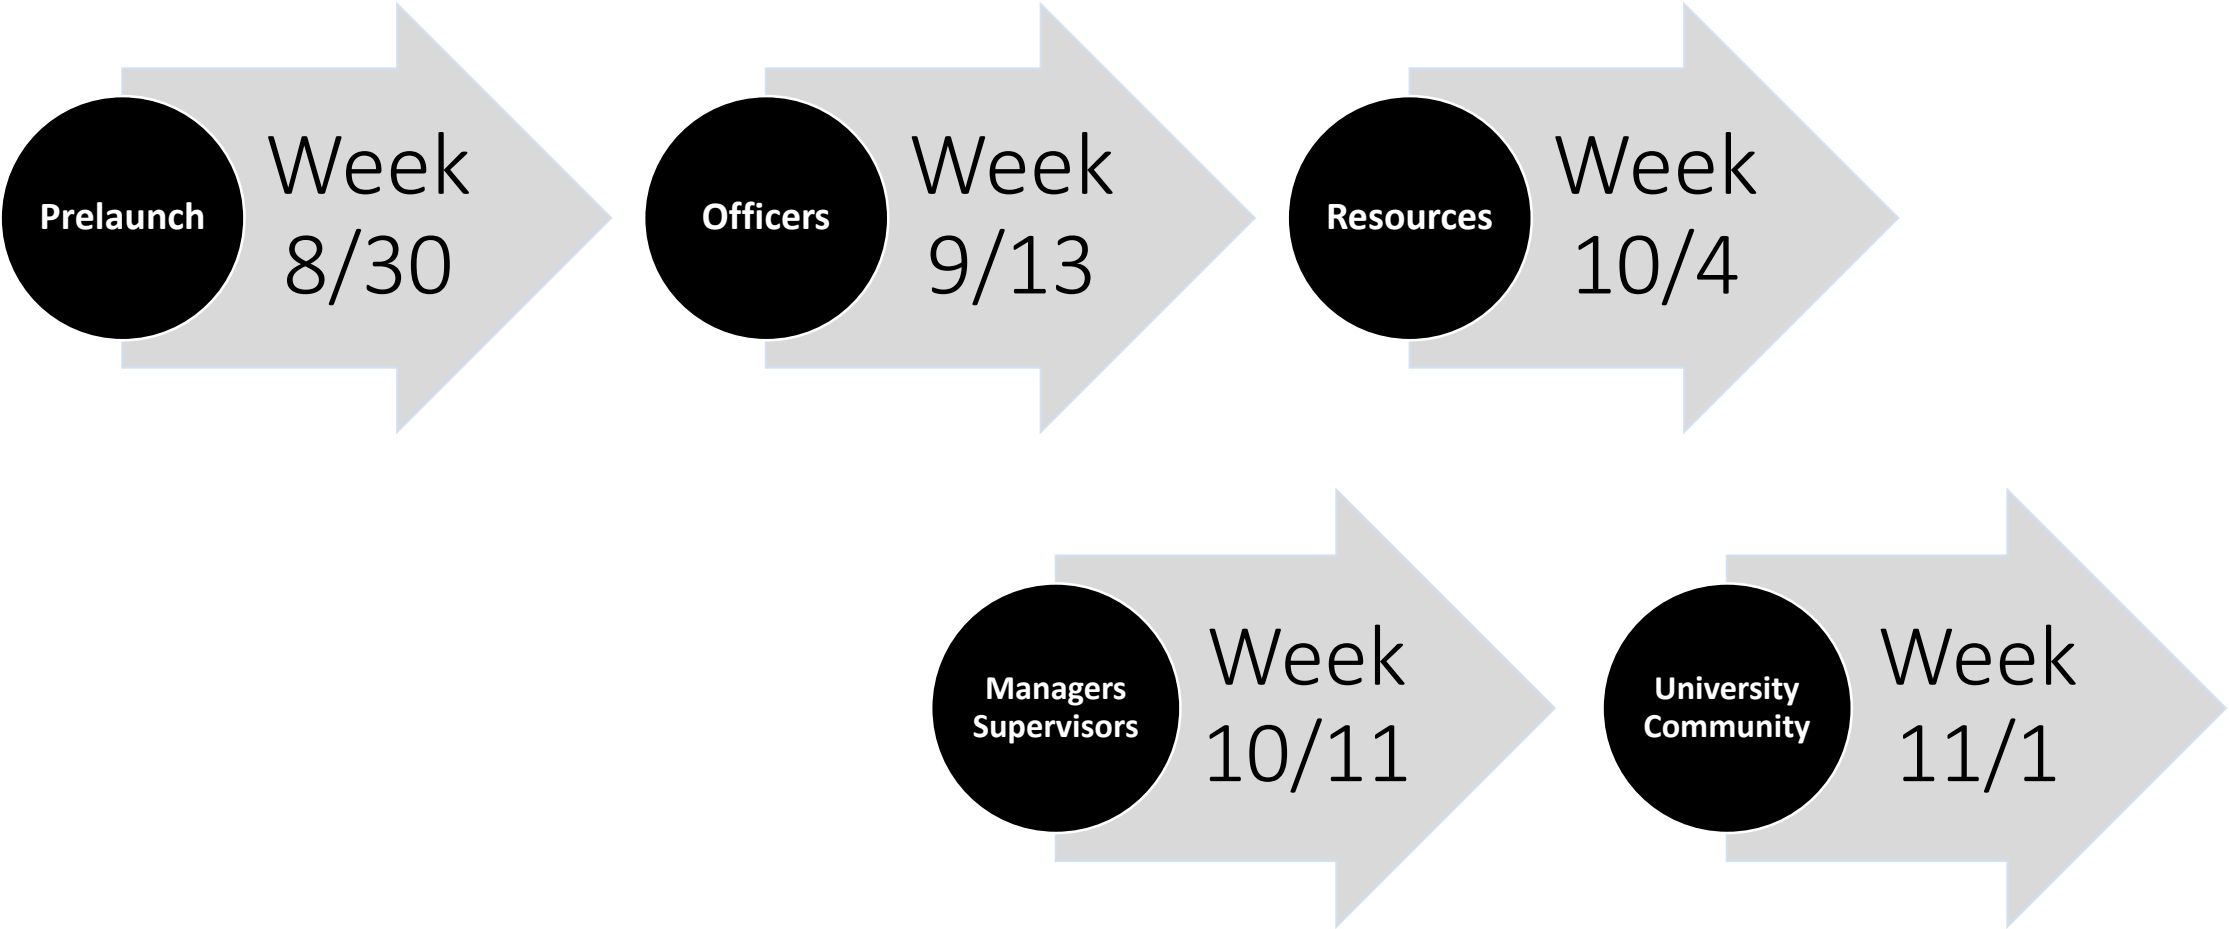 Prelaunch
Week
8/30
Officers
Week
9/13
Resources
Week
10/4
Managers
Supervisors
Week
10/11
University
Community
Week
11/1